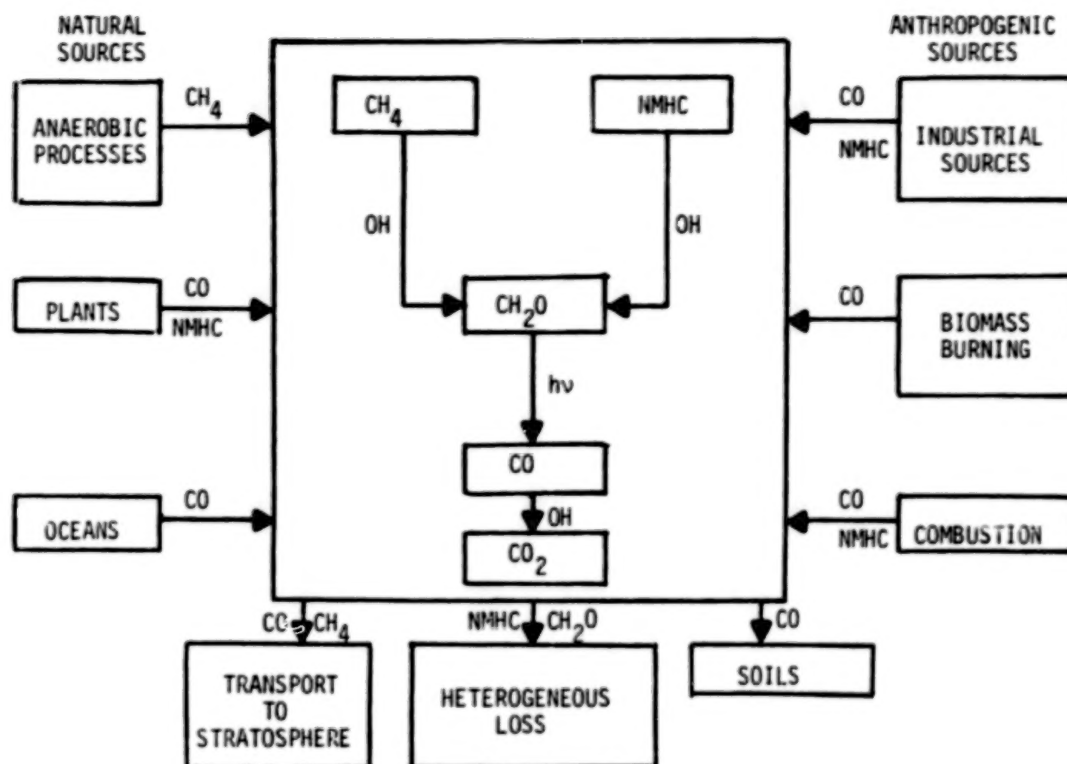 NATURAL
SOURCES
ANTHROPOGENIC
SOURCES
CH4
ANAEROBIC
PROCESSES
CH4
NMHC
CO
NMHC
INDUSTRIAL
SOURCES
OH
OH
CO
NMHC
PLANTS
CH2O
CO
BIOMASS
BURNING
hν
CO
OH
CO2
CO
OCEANS
CO
NMHC
COMBUSTION
CO, CH4
NMHC CH2O
CO
TRANSPORT
TO
STRATOSPHERE
HETEROGENEOUS
LOSS
SOILS